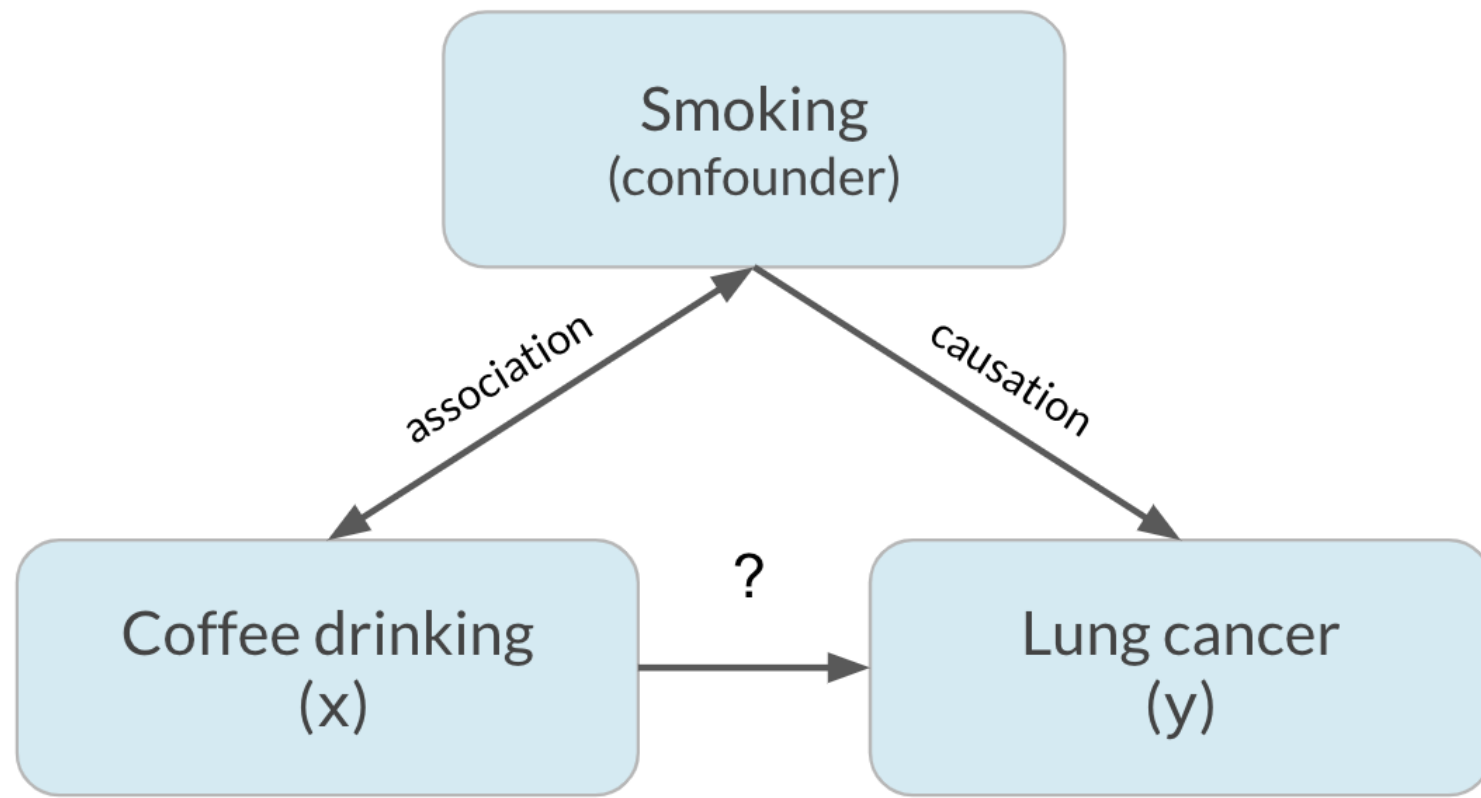 Smoking
(confounder)
association
causation
?
Coffee drinking
(x)
Lung cancer
(y)